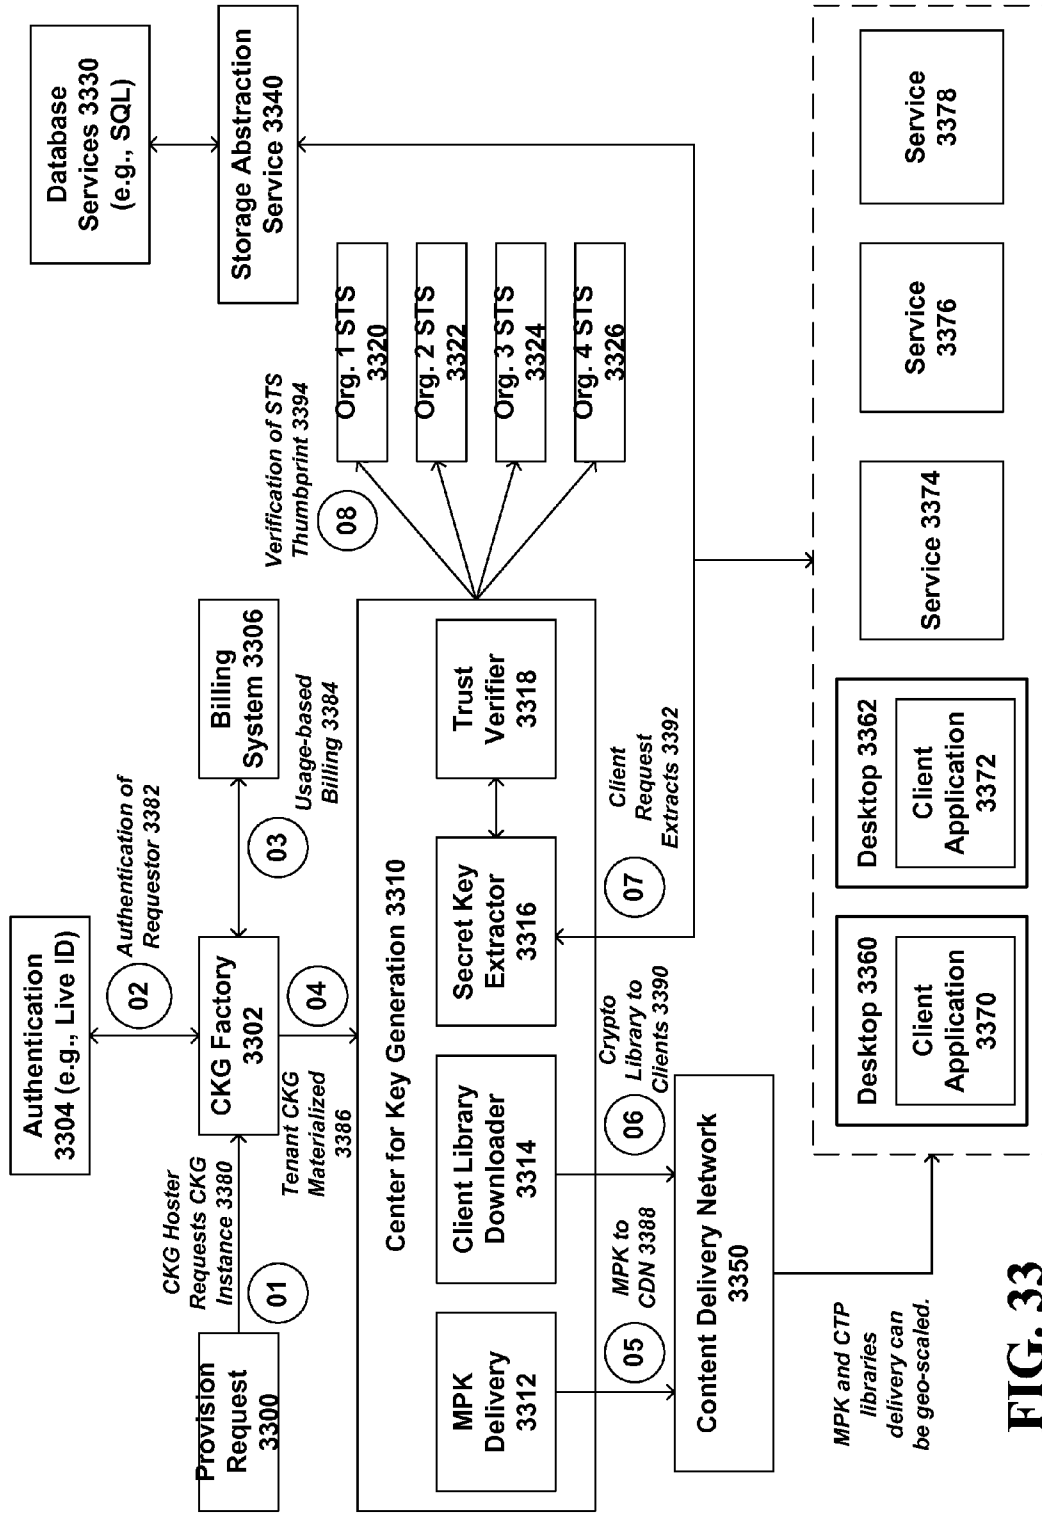 Authentication
3304 (e.g., Live ID)
02
Authentication of
Requestor 3382
Database
Services 3330
(e.g., SQL)
Provision
Request
3300
CKG Hoster
Requests CKG
Instance 3380
01
CKG Factory
3302
03
Usage-based
Billing 3384
Billing
System 3306
Storage Abstraction
Service 3340
Tenant CKG
Materialized
3386
04
Verification of STS
Thumbprint 3394
08
Center for Key Generation 3310
MPK
Delivery
3312
Client Library
Downloader
3314
Secret Key
Extractor
3316
Trust
Verifier
3318
Org. 1 STS
3320
Org. 2 STS
3322
Org. 3 STS
3324
Org. 4 STS
3326
05
MPK to
CDN 3388
06
Crypto
Library to
Clients 3390
07
Client
Request
Extracts 3392
Content Delivery Network
3350
MPK and CTP
libraries
delivery can
be geo-scaled.
Desktop 3360
Client
Application
3370
Desktop 3362
Client
Application
3372
Service 3374
Service
3376
Service
3378
FIG. 33